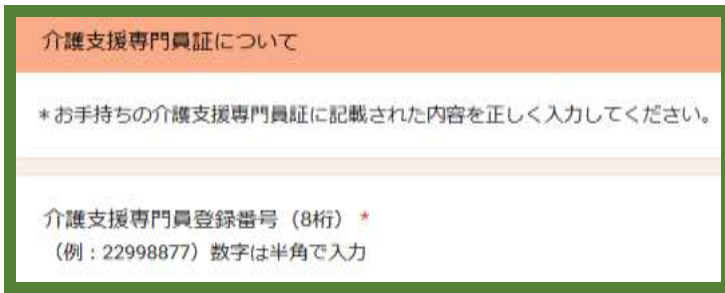 介護支援専門員証について
*お手持ちの介護支援専門員証に記載された内容を正しく入力してください。
介護支援専門員登録番号（8桁） *
（例：22998877）数字は半角で入力